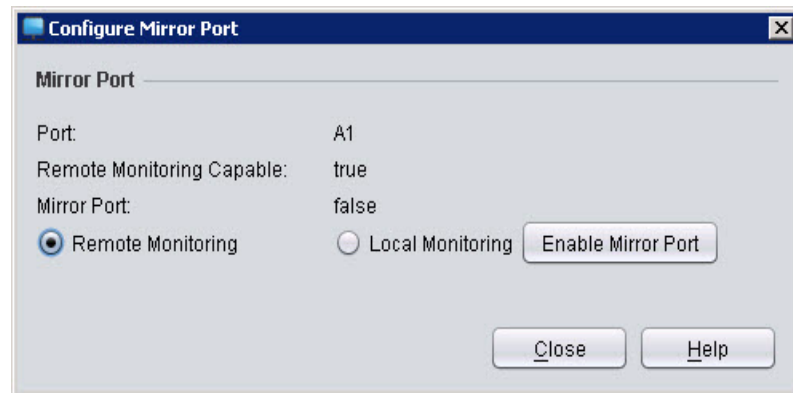 Configure Mirror Port
Mirror Port
Port: A1
Remote Monitoring Capable: true
Mirror Port: false
Remote Monitoring Local Monitoring Enable Mirror Port
Close Help